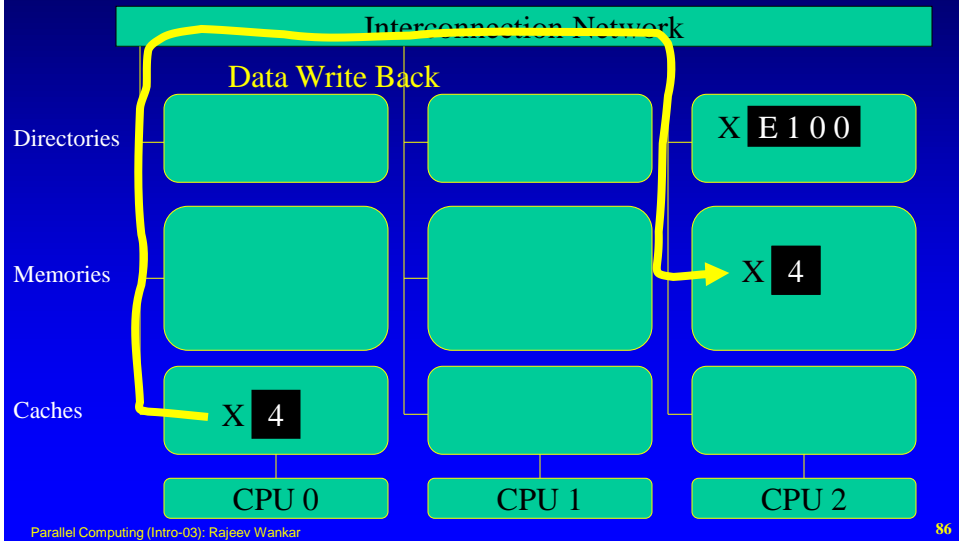 Interconnection Network
Data Write Back
Directories
X E 1 0 0
Memories
X 4
Caches
X 4
CPU 0 CPU 1 CPU 2
Parallel Computing (Intro-03): Rajeev Wankar 86